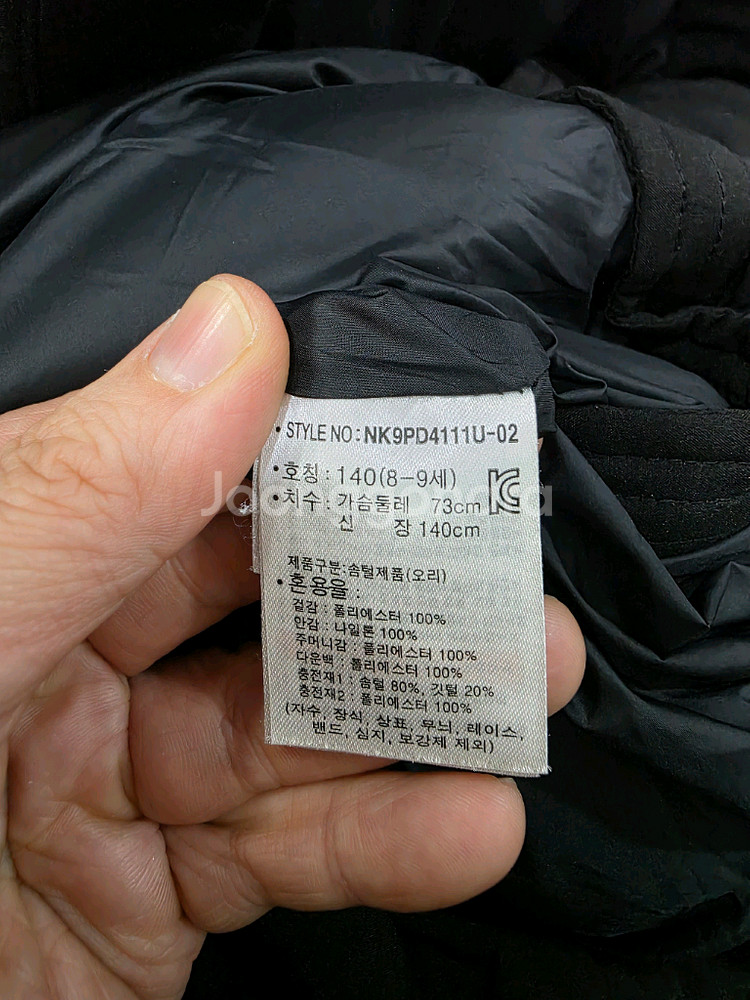 • STYLE NO : NK9PD4111U-02
• 호칭 : 140(8-9세)
• 치수 : 가슴둘레 73cm
신 장 140cm
제품구분:솜털제품(오리)
• 혼용율 :
겉감 : 폴리에스터 100%
안감 : 나일론 100%
주머니감 : 폴리에스터 100%
다운백 : 폴리에스터 100%
충전재1 : 솜털 80%, 깃털 20%
충전재2 : 폴리에스터 100%
(자수, 장식, 상표, 무늬, 레이스,
밴드, 심지, 보강제 제외)